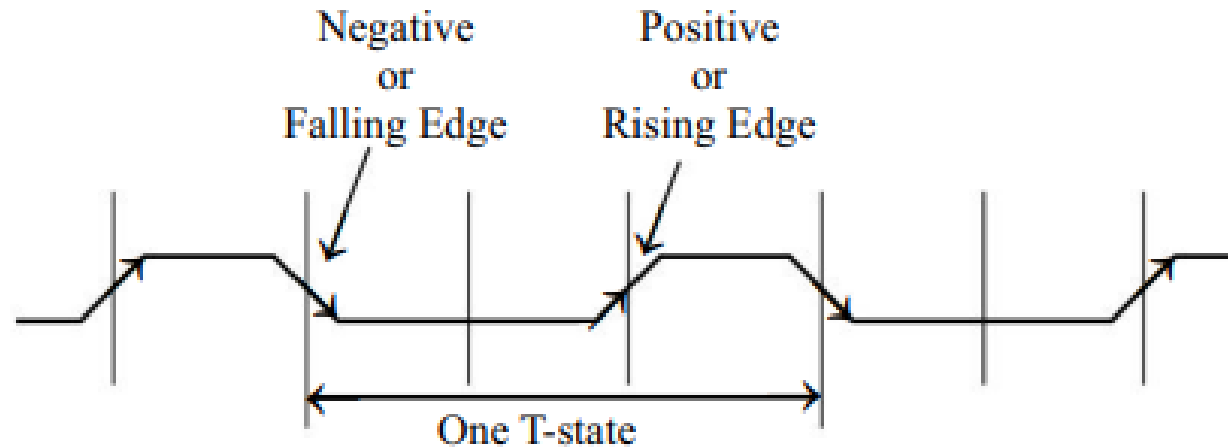 Negative
or
Falling Edge
Positive
or
Rising Edge
One T-state